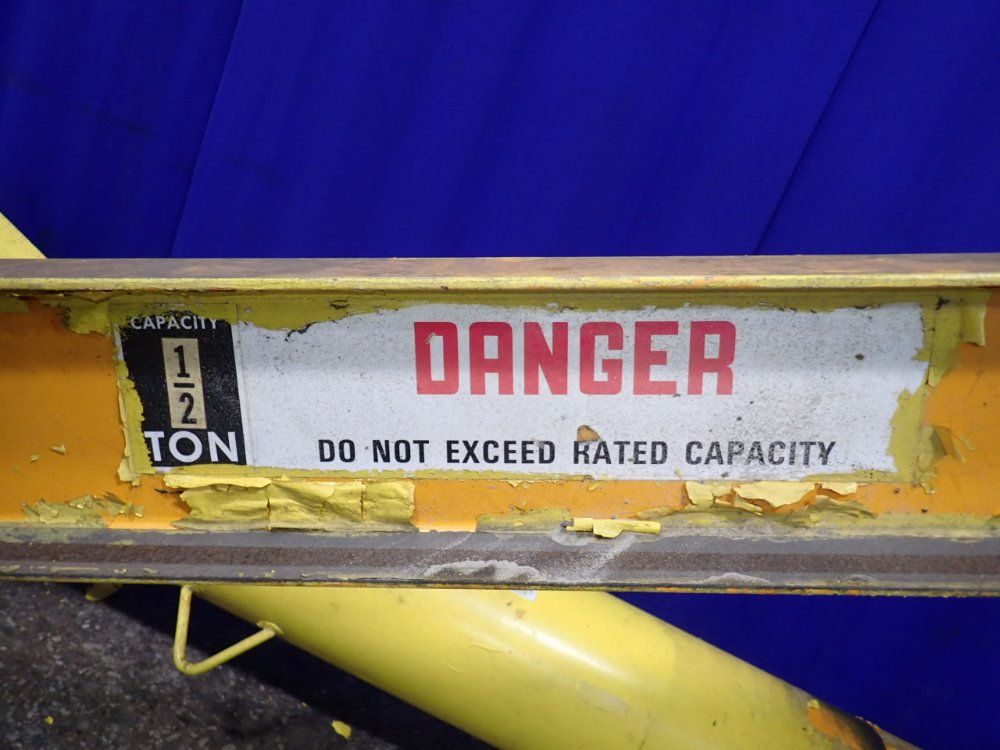 CAPACITY
1/2
TON
DANGER
DO NOT EXCEED RATED CAPACITY